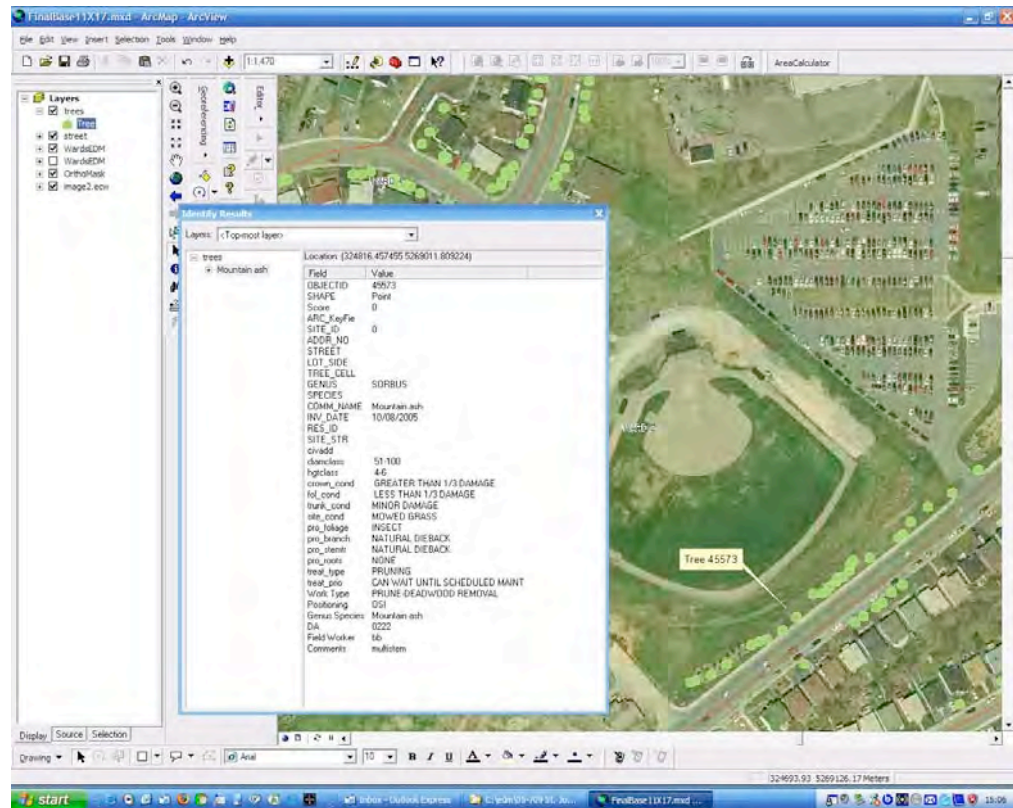 FinalBase11X17.mxd - ArcMap - ArcView
File Edit View Insert Selection Tools Window Help
1:1,470
AreaCalculator
Layers
trees
Tree
street
WardsEDM
WardsEDM
OrthoMask
image2.ecw
Georeferencing
Editor
Identify Results
Layers: <Top-most layer>
trees
Mountain ash
Location: (324816.457455 5269011.809224)
Field Value
OBJECTID 45573
SHAPE Point
Score 0
ARC_KeyFie
SITE_ID 0
ADDR_NO
STREET
LOT_SIDE
TREE_CELL
GENUS SORBUS
SPECIES
COMM_NAME Mountain ash
INV_DATE 10/08/2005
RES_ID
SITE_STR
civadd
diamclass 51-100
hgtclass 4-6
crown_cond GREATER THAN 1/3 DAMAGE
fol_cond LESS THAN 1/3 DAMAGE
trunk_cond MINOR DAMAGE
site_cond MOWED GRASS
pro_foliage INSECT
pro_branch NATURAL DIEBACK
pro_stemtr NATURAL DIEBACK
pro_roots NONE
treat_type PRUNING
treat_prio CAN WAIT UNTIL SCHEDULED MAINT
Work Type PRUNE-DEADWOOD REMOVAL
Positioning OSI
Genus Species Mountain ash
DA 0222
Field Worker bb
Comments multistem
Tree 45573
Display Source Selection
Drawing Arial 10 B I U A
324693.93 5269126.17 Meters
start Inbox - Outlook Express FinalBase11X17.mxd ... 15:06